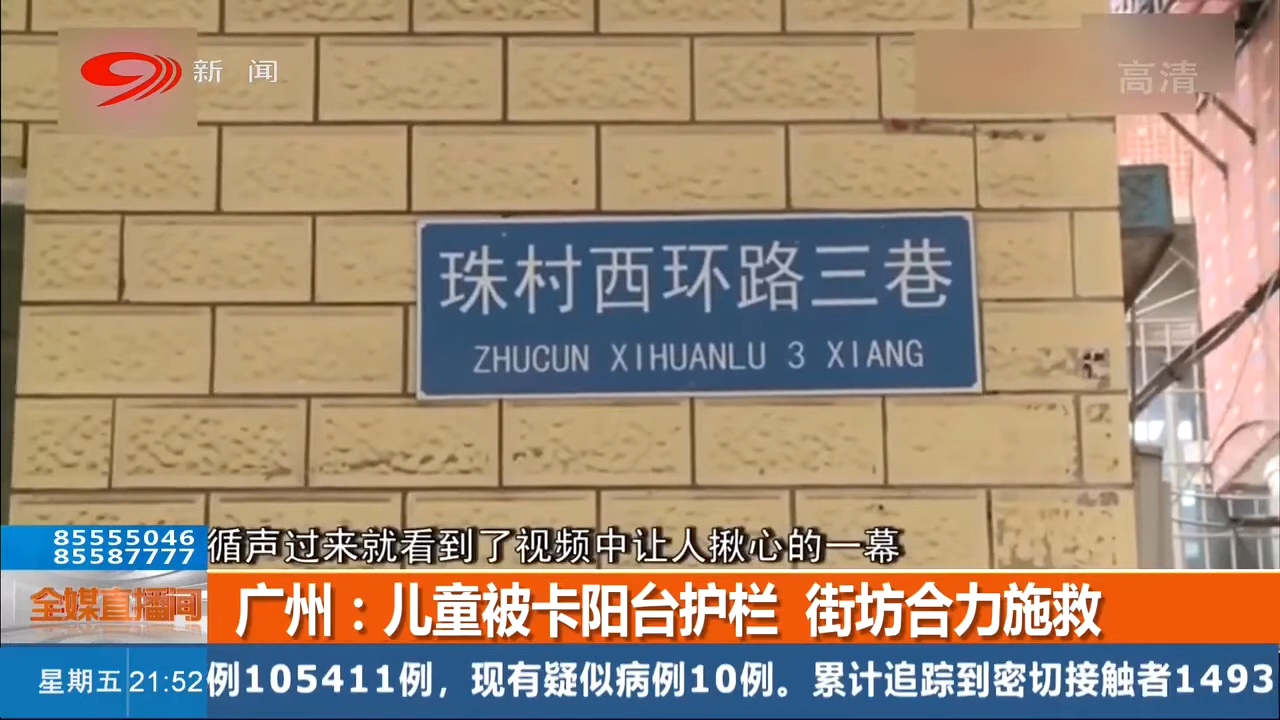 新闻
高清
珠村西环路三巷
ZHUCUN XIHUANLU 3 XIANG
85555046
85587777
循声过来就看到了视频中让人揪心的一幕
全媒直播间
广州：儿童被卡阳台护栏 街坊合力施救
星期五 21:52 例105411例，现有疑似病例10例。累计追踪到密切接触者1493